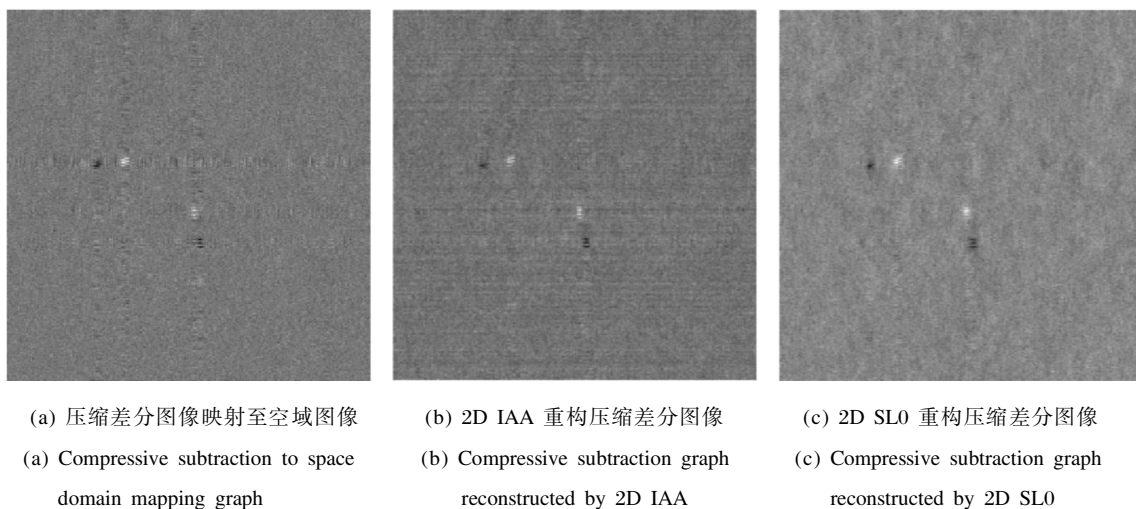 (a) 压缩差分图像映射至空域图像
(a) Compressive subtraction to space
domain mapping graph
(b) 2D IAA 重构压缩差分图像
(b) Compressive subtraction graph
reconstructed by 2D IAA
(c) 2D SL0 重构压缩差分图像
(c) Compressive subtraction graph
reconstructed by 2D SL0